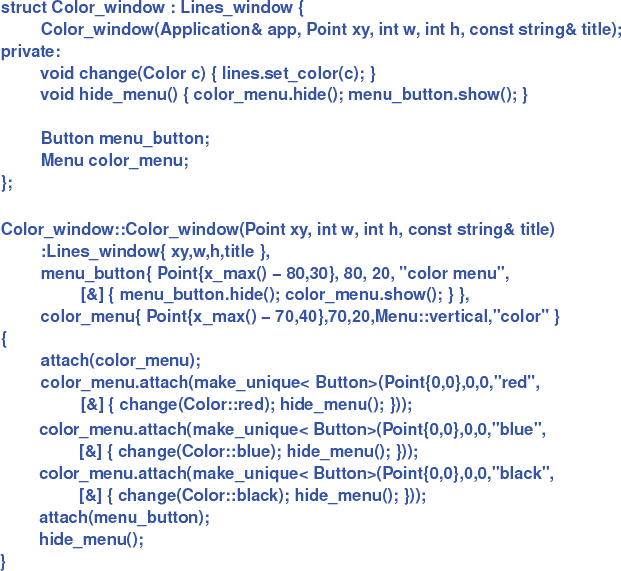 struct Color_window : Lines_window {
Color_window(Application& app, Point xy, int w, int h, const string& title);
private:
void change(Color c) { lines.set_color(c); }
void hide_menu() { color_menu.hide(); menu_button.show(); }
Button menu_button;
Menu color_menu;
};
Color_window::Color_window(Point xy, int w, int h, const string& title)
:Lines_window{ xy,w,h,title },
menu_button{ Point{x_max() – 80,30}, 80, 20, "color menu",
[&] { menu_button.hide(); color_menu.show(); } },
color_menu{ Point{x_max() – 70,40},70,20,Menu::vertical,"color" }
{
attach(color_menu);
color_menu.attach(make_unique< Button>(Point{0,0},0,0,"red",
[&] { change(Color::red); hide_menu(); }));
color_menu.attach(make_unique< Button>(Point{0,0},0,0,"blue",
[&] { change(Color::blue); hide_menu(); }));
color_menu.attach(make_unique< Button>(Point{0,0},0,0,"black",
[&] { change(Color::black); hide_menu(); }));
attach(menu_button);
hide_menu();
}